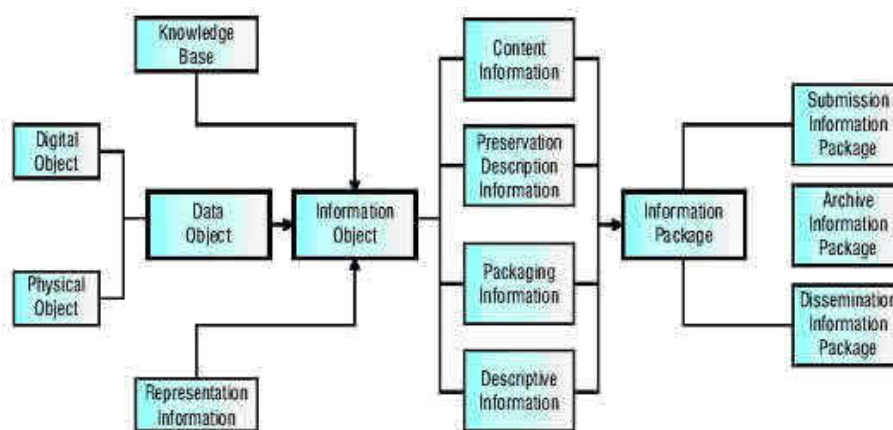 Knowledge
Base
Digital
Object
Physical
Object
Data
Object
Representation
Information
Information
Object
Content
Information
Preservation
Description
Information
Packaging
Information
Descriptive
Information
Information
Package
Submission
Information
Package
Archive
Information
Package
Dissemination
Information
Package